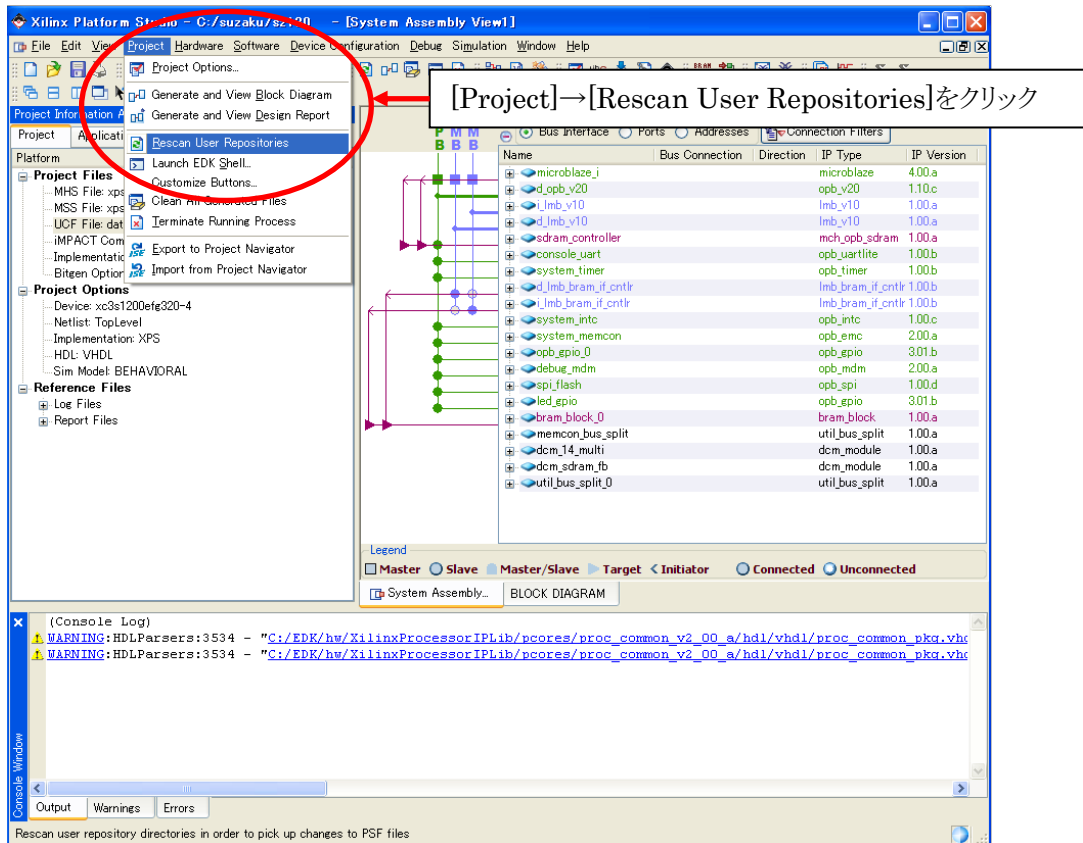 Xilinx Platform Studio - C:/suzaku/sz130 - [System Assembly View1]
File Edit View Project Hardware Software Device Configuration Debug Simulation Window Help
Project Options...
Generate and View Block Diagram
Generate and View Design Report
Rescan User Repositories
Launch EDK Shell...
Customize Buttons...
Clean All Generated Files
Terminate Running Process
Export to Project Navigator
Import from Project Navigator
[Project]→[Rescan User Repositories]をクリック
Project Information A
Project Applicati
Platform
Project Files
MHS File: xps
MSS File: xps
UCF File: dat
iMPACT Com
Implementatio
Bitgen Option
Project Options
Device: xc3s1200efg320-4
Netlist: TopLevel
Implementation: XPS
HDL: VHDL
Sim Model: BEHAVIORAL
Reference Files
Log Files
Report Files
P M M
B B B
Bus Interface Ports Addresses Connection Filters
Name Bus Connection Direction IP Type IP Version
microblaze_i microblaze 4.00.a
d_opb_v20 opb_v20 1.10.c
i_lmb_v10 lmb_v10 1.00.a
d_lmb_v10 lmb_v10 1.00.a
sdram_controller mch_opb_sdram 1.00.a
console_uart opb_uartlite 1.00.b
system_timer opb_timer 1.00.b
d_lmb_bram_if_cntlr lmb_bram_if_cntlr 1.00.b
i_lmb_bram_if_cntlr lmb_bram_if_cntlr 1.00.b
system_intc opb_intc 1.00.c
system_memcon opb_emc 2.00.a
opb_gpio_0 opb_gpio 3.01.b
debug_mdm opb_mdm 2.00.a
spi_flash opb_spi 1.00.d
led_gpio opb_gpio 3.01.b
bram_block_0 bram_block 1.00.a
memcon_bus_split util_bus_split 1.00.a
dcm_14_multi dcm_module 1.00.a
dcm_sdram_fb dcm_module 1.00.a
util_bus_split_0 util_bus_split 1.00.a
Legend
Master Slave Master/Slave Target Initiator Connected Unconnected
System Assembly... BLOCK DIAGRAM
(Console Log)
WARNING:HDLParsers:3534 - "C:/EDK/hw/XilinxProcessorIPLib/pcores/proc_common_v2_00_a/hdl/vhdl/proc_common_pkg.vhd
WARNING:HDLParsers:3534 - "C:/EDK/hw/XilinxProcessorIPLib/pcores/proc_common_v2_00_a/hdl/vhdl/proc_common_pkg.vhd
Console Window
Output Warnings Errors
Rescan user repository directories in order to pick up changes to PSF files